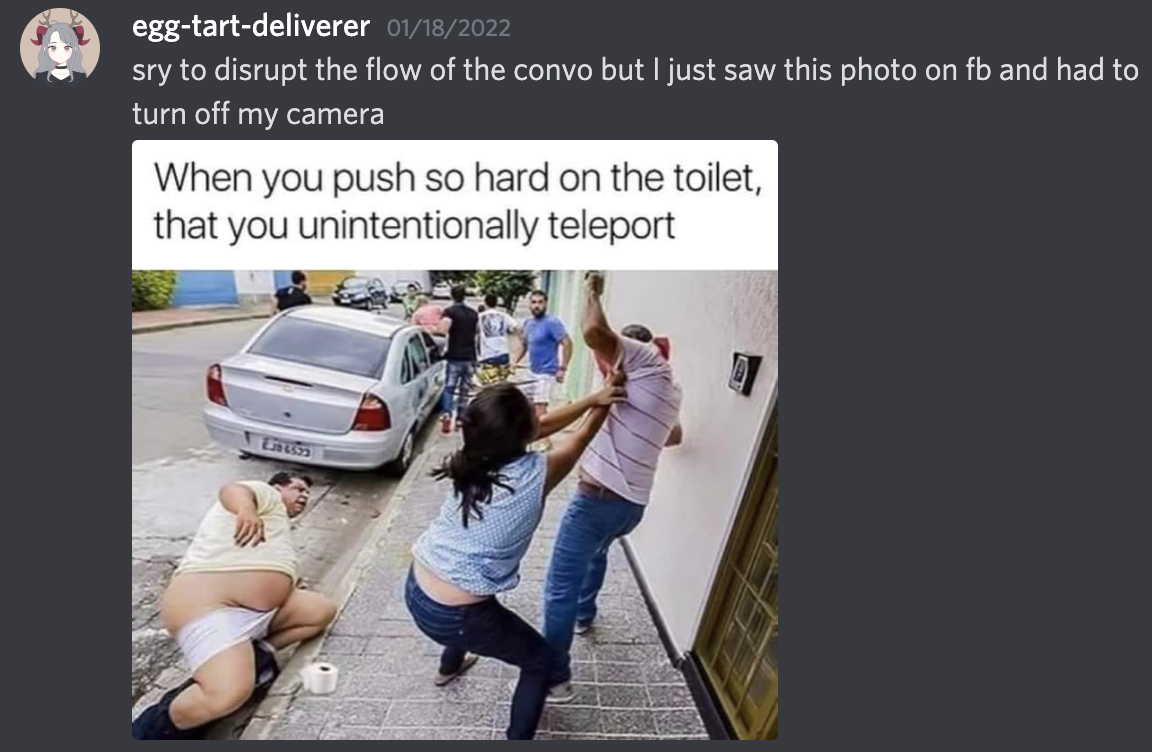 egg-tart-deliverer 01/18/2022
sry to disrupt the flow of the convo but I just saw this photo on fb and had to
turn off my camera
When you push so hard on the toilet,
that you unintentionally teleport